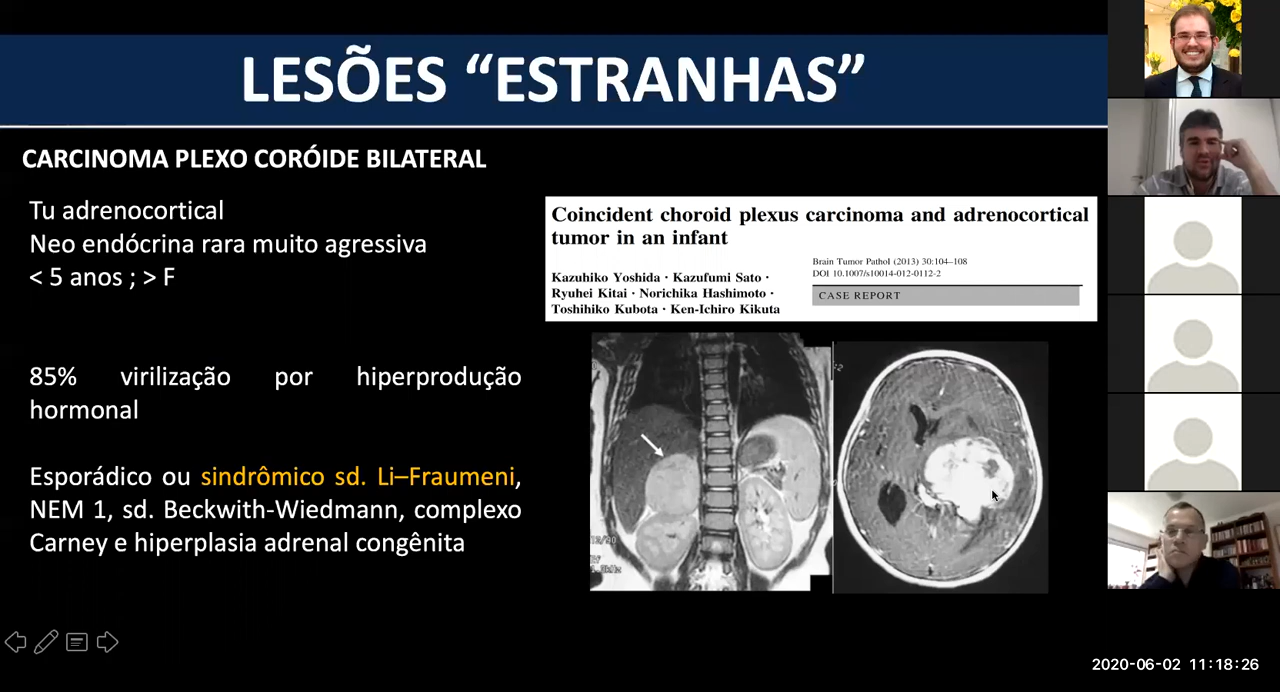 LESÕES “ESTRANHAS”
CARCINOMA PLEXO CORÓIDE BILATERAL
Tu adrenocortical
Neo endócrina rara muito agressiva
< 5 anos ; > F
85% virilização por hiperprodução
hormonal
Esporádico ou sindrômico sd. Li–Fraumeni,
NEM 1, sd. Beckwith-Wiedmann, complexo
Carney e hiperplasia adrenal congênita
Coincident choroid plexus carcinoma and adrenocortical
tumor in an infant
Kazuhiko Yoshida · Kazufumi Sato ·
Ryuhei Kitai · Norichika Hashimoto ·
Toshihiko Kubota · Ken-Ichiro Kikuta
Brain Tumor Pathol (2013) 30:104–108
DOI 10.1007/s10014-012-0112-2
CASE REPORT
2020-06-02 11:18:26